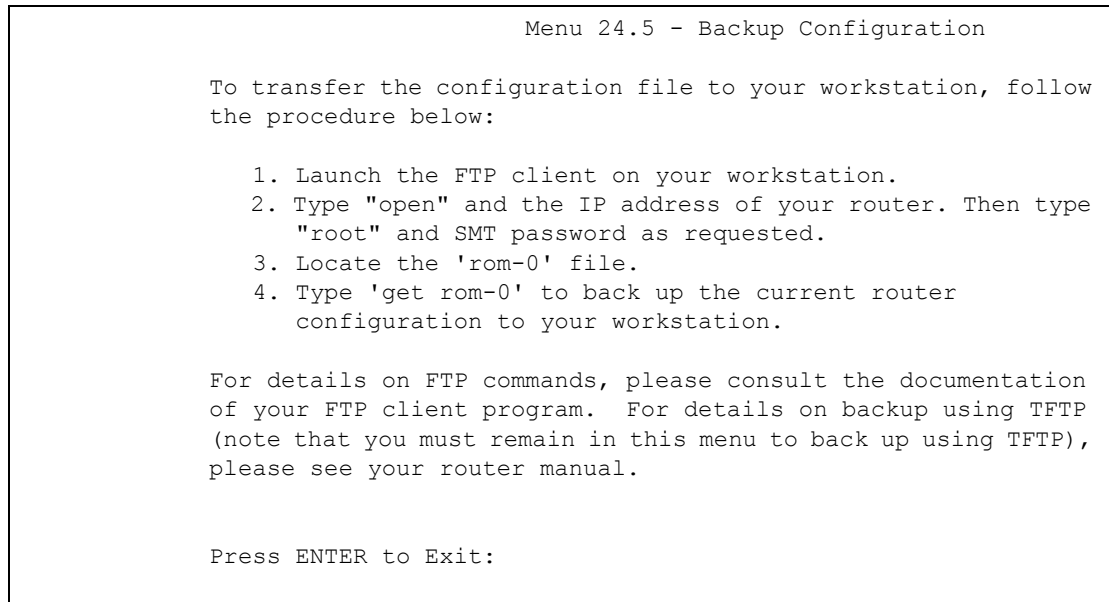 Menu 24.5 - Backup Configuration
To transfer the configuration file to your workstation, follow
the procedure below:
1. Launch the FTP client on your workstation.
2. Type "open" and the IP address of your router. Then type
"root" and SMT password as requested.
3. Locate the 'rom-0' file.
4. Type 'get rom-0' to back up the current router
configuration to your workstation.
For details on FTP commands, please consult the documentation
of your FTP client program.  For details on backup using TFTP
(note that you must remain in this menu to back up using TFTP),
please see your router manual.
Press ENTER to Exit: